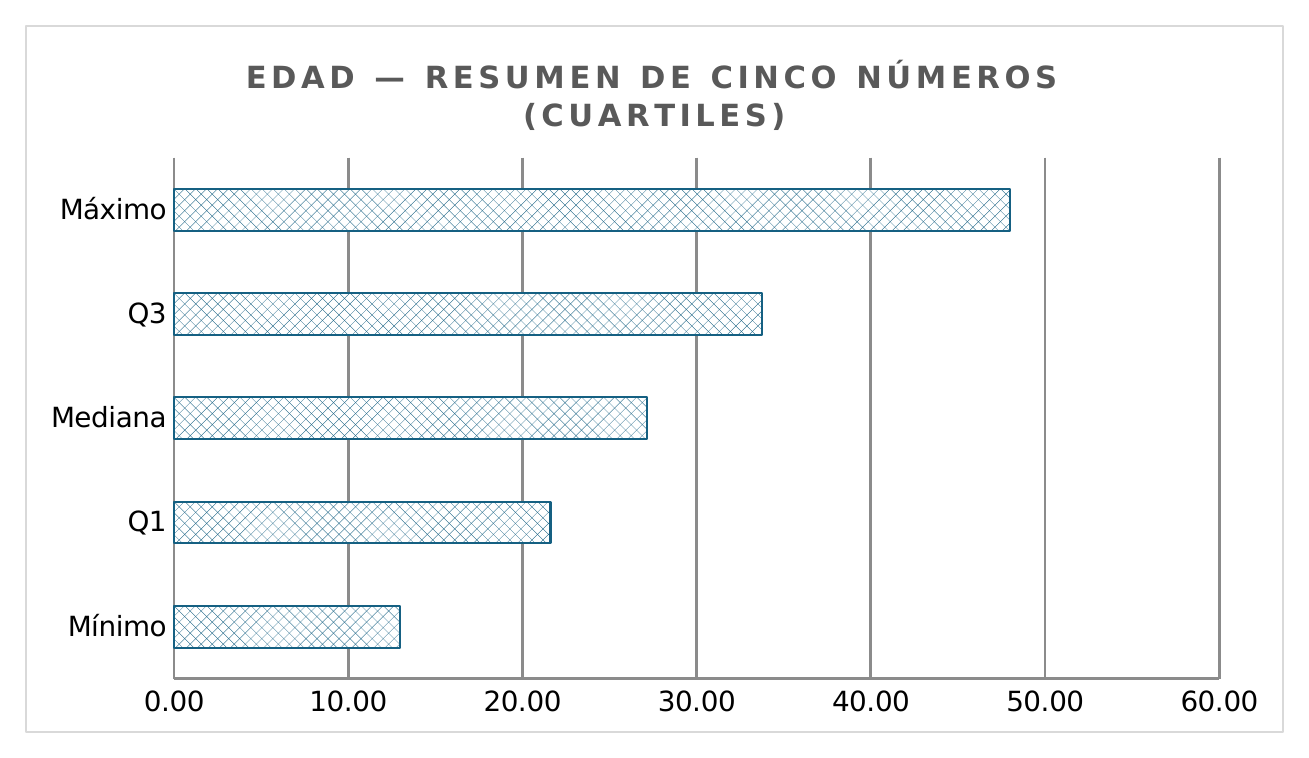 EDAD — RESUMEN DE CINCO NÚMEROS
(CUARTILES)
Máximo
Q3
Mediana
Q1
Mínimo
0.00 10.00 20.00 30.00 40.00 50.00 60.00